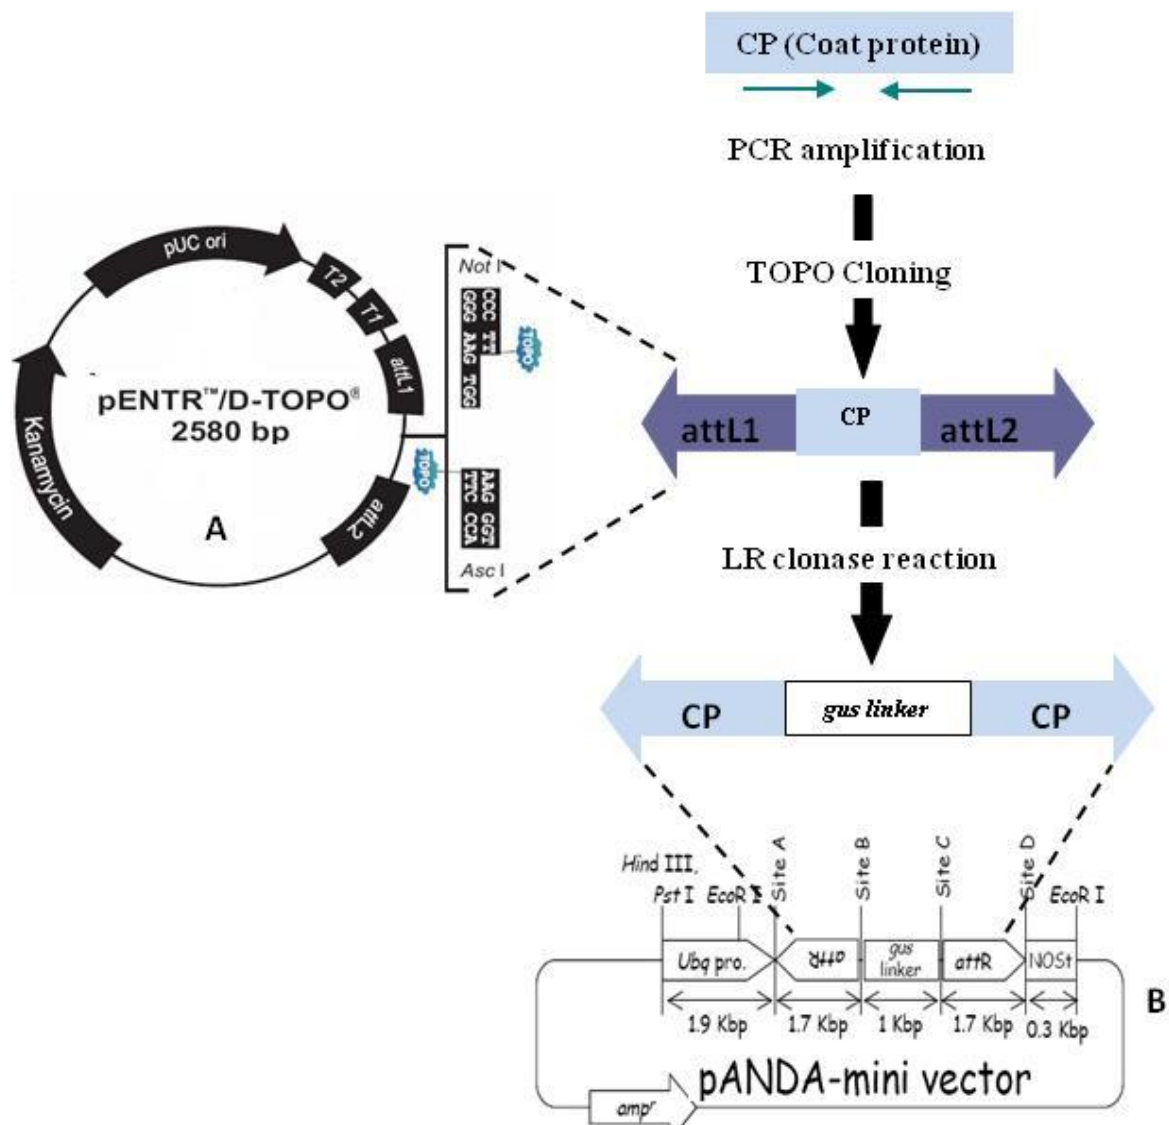 CP (Coat protein)
PCR amplification
TOPO Cloning
pUC ori
T2
T1
attL1
attL2
Kanamycin
pENTR™/D-TOPO®
2580 bp
A
Not I
CCC TT
GGG AAG TGG
TOPO
TOPO
AAG GGT
TTC CCA
Asc I
attL1
CP
attL2
LR clonase reaction
CP
gus linker
CP
Hind III,
Pst I
EcoR I
Site A
Site B
Site C
Site D
EcoR I
Ubq pro.
attR
gus
linker
attR
NOSt
1.9 Kbp
1.7 Kbp
1 Kbp
1.7 Kbp
0.3 Kbp
B
pANDA-mini vector
ampʳ